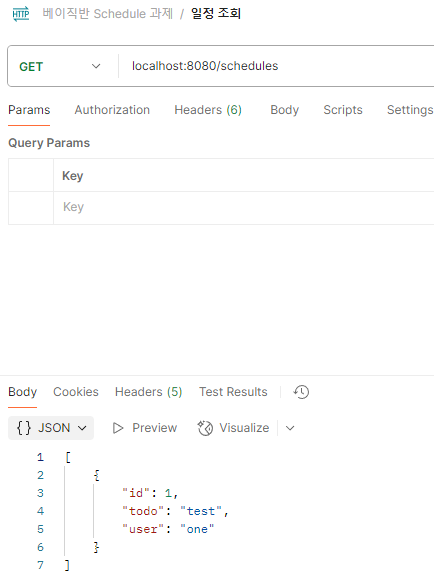 HTTP 베이직반 Schedule 과제 / 일정 조회
GET localhost:8080/schedules
Params Authorization Headers (6) Body Scripts Settings
Query Params
Key
Key
Body Cookies Headers (5) Test Results
{} JSON Preview Visualize
1 [
2 {
3 "id": 1,
4 "todo": "test",
5 "user": "one"
6 }
7 ]